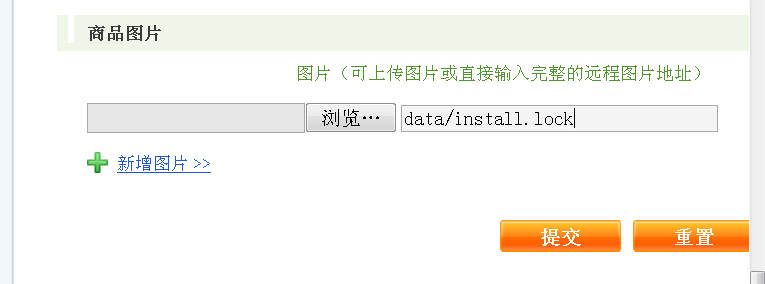 商品图片
图片（可上传图片或直接输入完整的远程图片地址）
浏览… data/install.lock
新增图片 >>
提交 重置